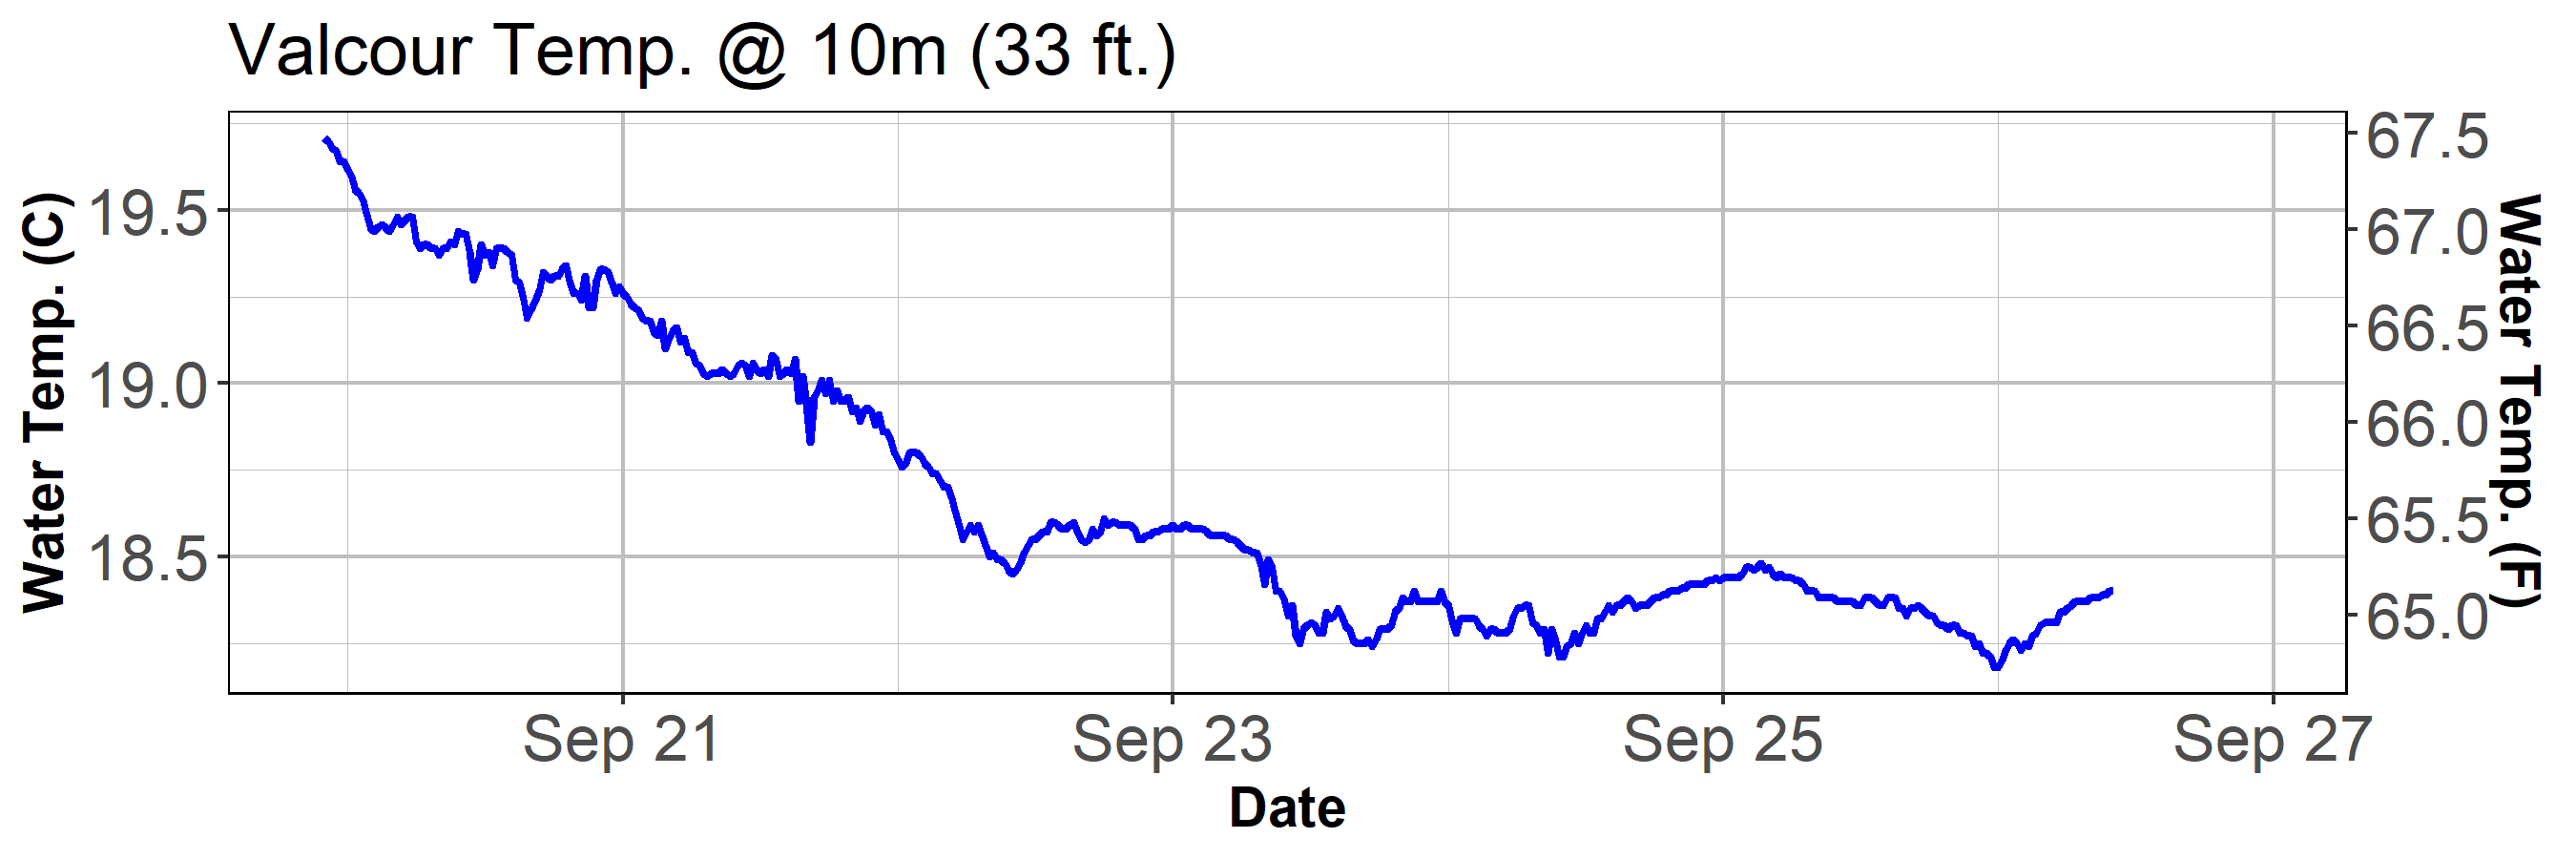 Valcour Temp. @ 10m (33 ft.)
Water Temp. (C)
19.5
19.0
18.5
67.5
67.0
66.5
66.0
65.5
65.0
Water Temp. (F)
Sep 21
Sep 23
Sep 25
Sep 27
Date